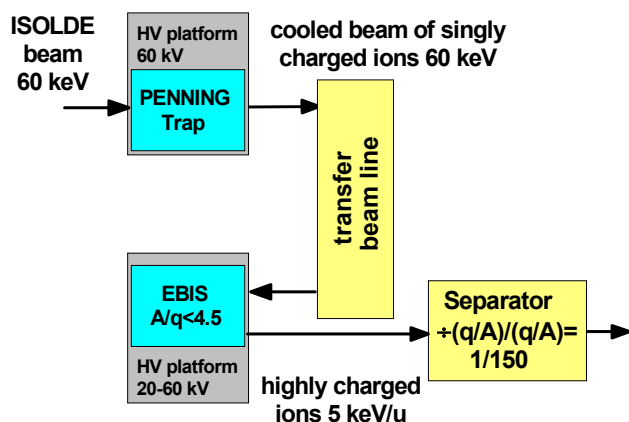 ISOLDE
beam
60 keV
HV platform
60 kV
PENNING
Trap
cooled beam of singly
charged ions 60 keV
transfer
beam line
EBIS
A/q<4.5
HV platform
20-60 kV
highly charged
ions 5 keV/u
Separator
÷(q/A)/(q/A)=
1/150